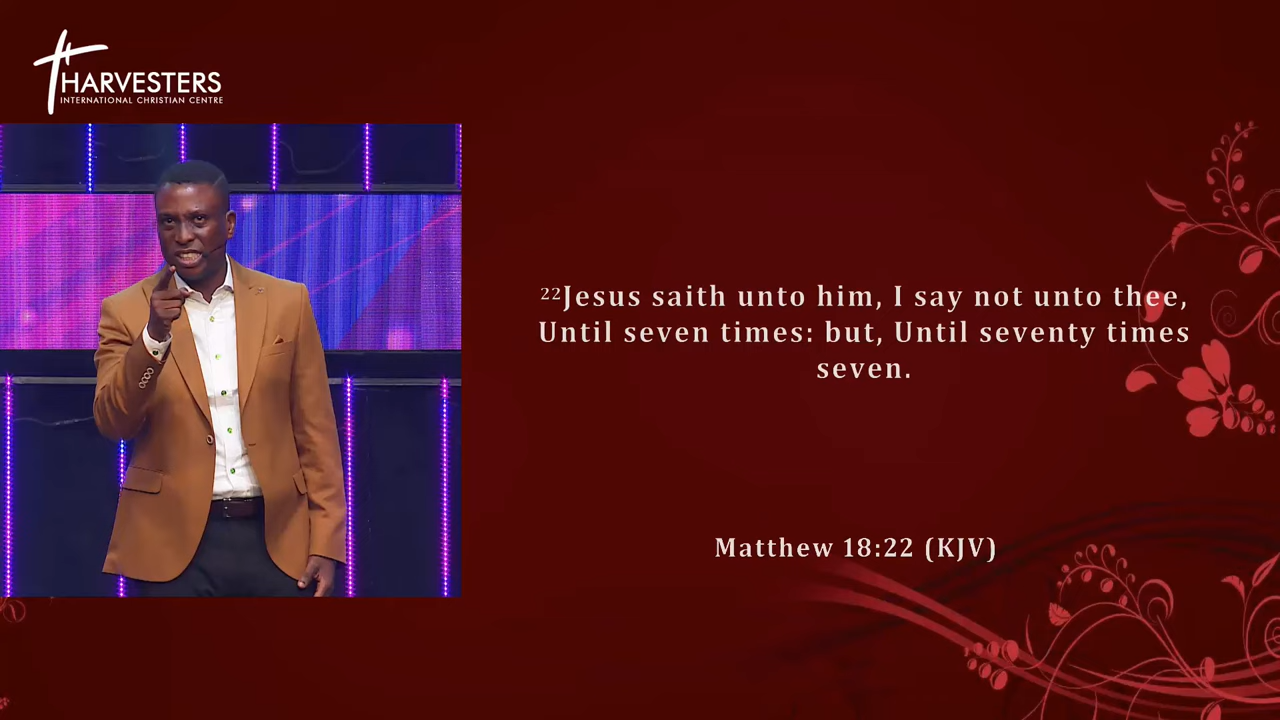 HARVESTERS
INTERNATIONAL CHRISTIAN CENTRE
²²Jesus saith unto him, I say not unto thee,
Until seven times: but, Until seventy times
seven.
Matthew 18:22 (KJV)